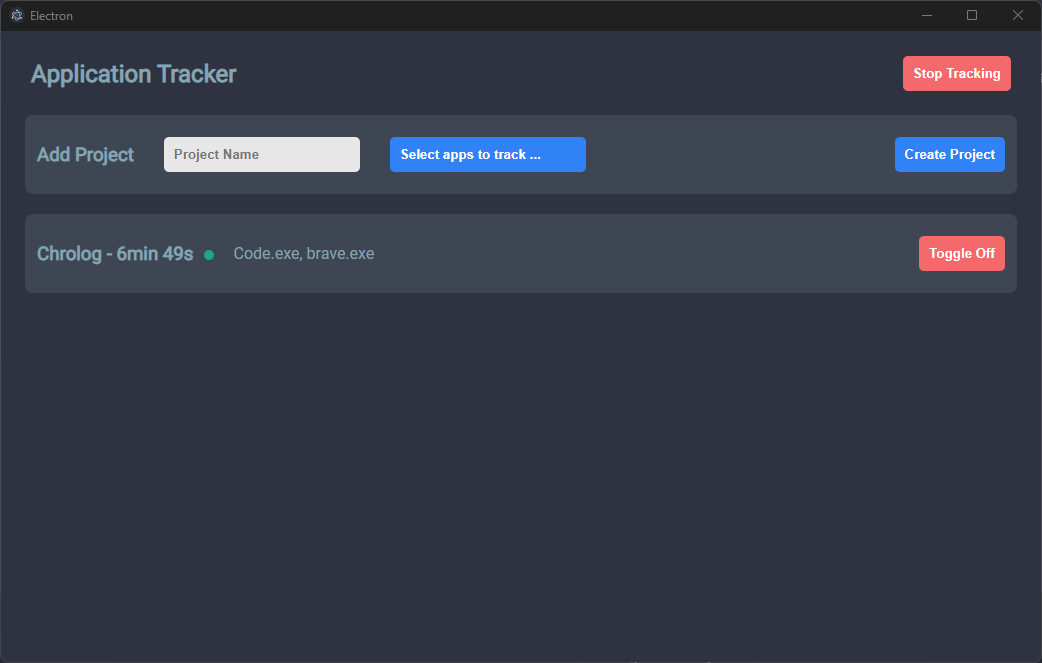 Electron
Application Tracker
Stop Tracking
Add Project
Project Name
Select apps to track ...
Create Project
Chrolog - 6min 49s
Code.exe, brave.exe
Toggle Off